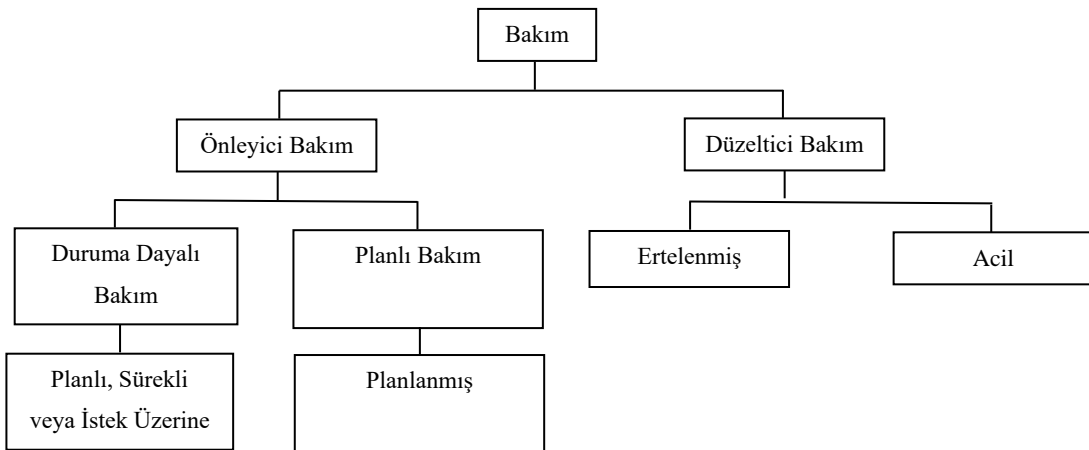 Bakım
Önleyici Bakım
Düzeltici Bakım
Duruma Dayalı
Bakım
Planlı Bakım
Ertelenmiş
Acil
Planlı, Sürekli
veya İstek Üzerine
Planlanmış